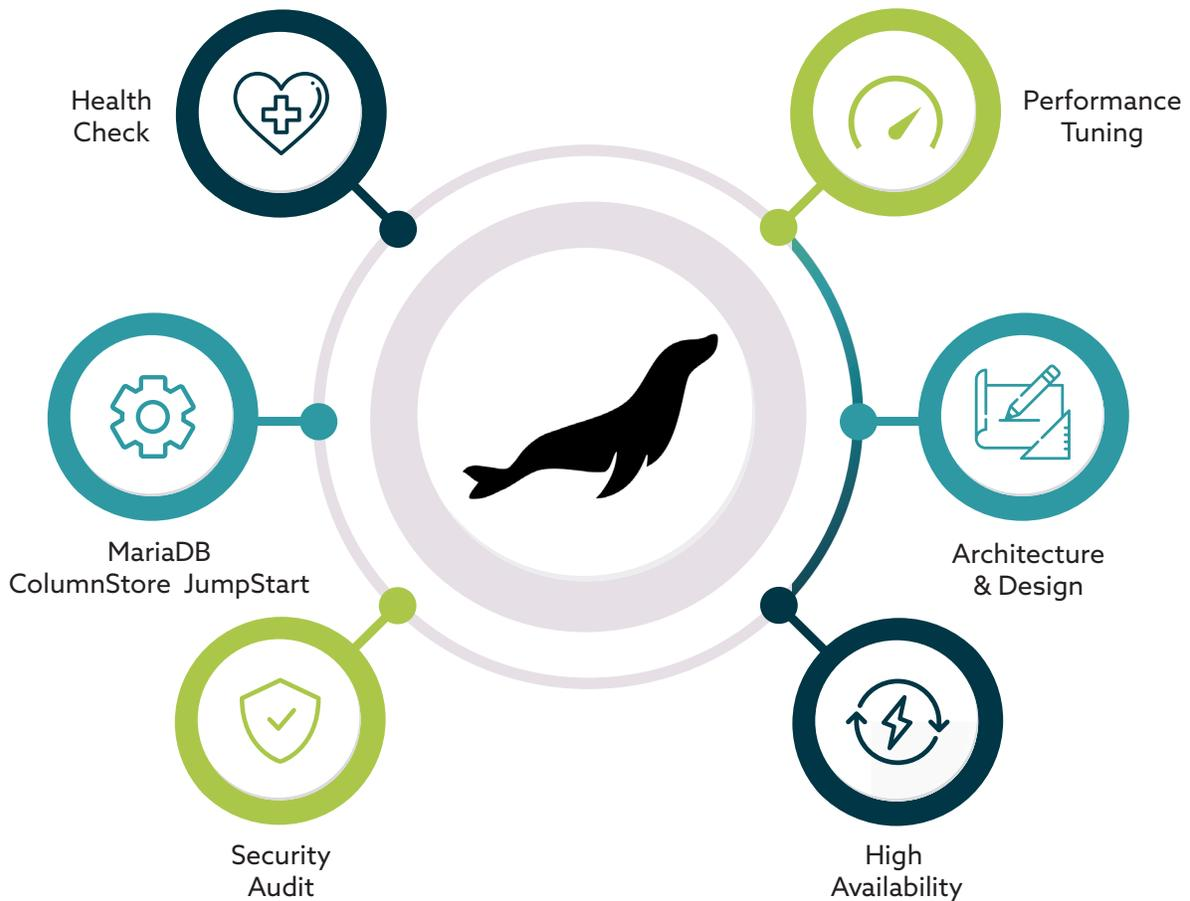 Health
Check
Performance
Tuning
MariaDB
ColumnStore JumpStart
Architecture
& Design
Security
Audit
High
Availability